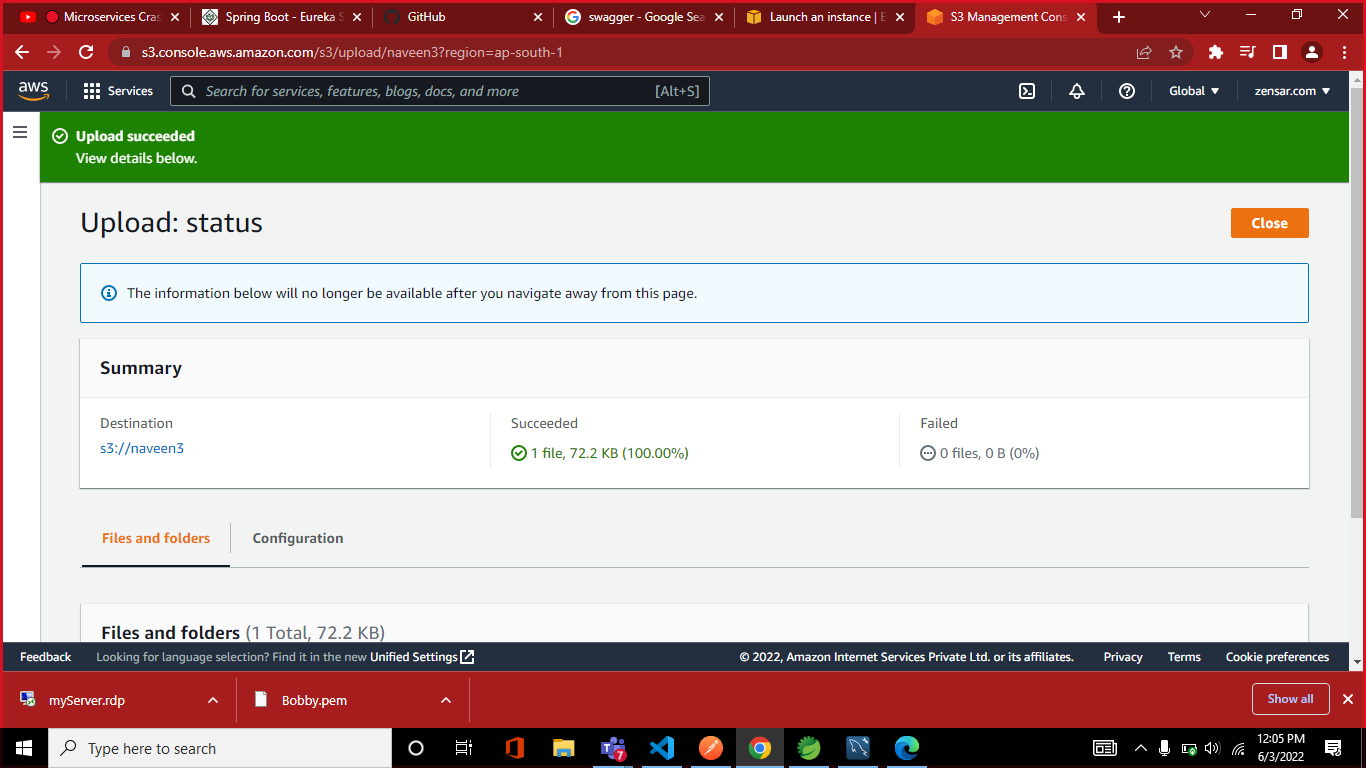 Microservices Cras
Spring Boot - Eureka S
GitHub
swagger - Google Sea
Launch an instance | E
S3 Management Cons
s3.console.aws.amazon.com/s3/upload/naveen3?region=ap-south-1
aws
Services
Search for services, features, blogs, docs, and more
[Alt+S]
Global
zensar.com
Upload succeeded
View details below.
Upload: status
Close
The information below will no longer be available after you navigate away from this page.
Summary
Destination
s3://naveen3
Succeeded
1 file, 72.2 KB (100.00%)
Failed
0 files, 0 B (0%)
Files and folders
Configuration
Files and folders (1 Total, 72.2 KB)
Feedback
Looking for language selection? Find it in the new Unified Settings
© 2022, Amazon Internet Services Private Ltd. or its affiliates.
Privacy
Terms
Cookie preferences
myServer.rdp
Bobby.pem
Show all
Type here to search
7
12:05 PM
6/3/2022